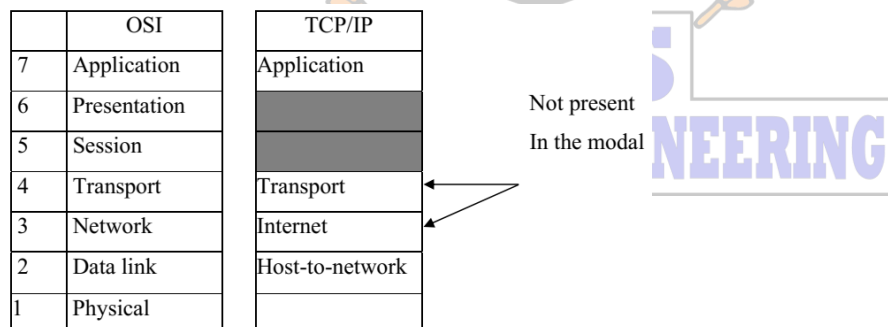 OSI TCP/IP
7 Application Application
6 Presentation
5 Session
4 Transport Transport
3 Network Internet
2 Data link Host-to-network
1 Physical
Not present
In the modal
S
NEERING